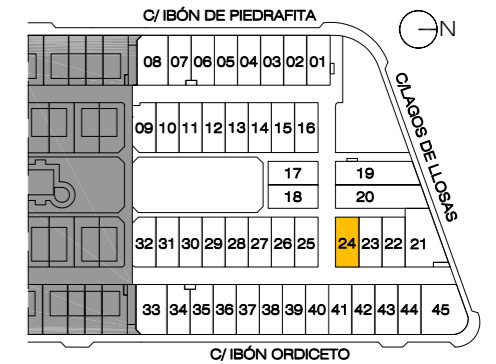 C/ IBÓN DE PIEDRAFITA
N
08 07 06 05 04 03 02 01
C/LAGOS DE LLOSAS
09 10 11 12 13 14 15 16
17 19
18 20
32 31 30 29 28 27 26 25 24 23 22 21
33 34 35 36 37 38 39 40 41 42 43 44 45
C/ IBÓN ORDICETO